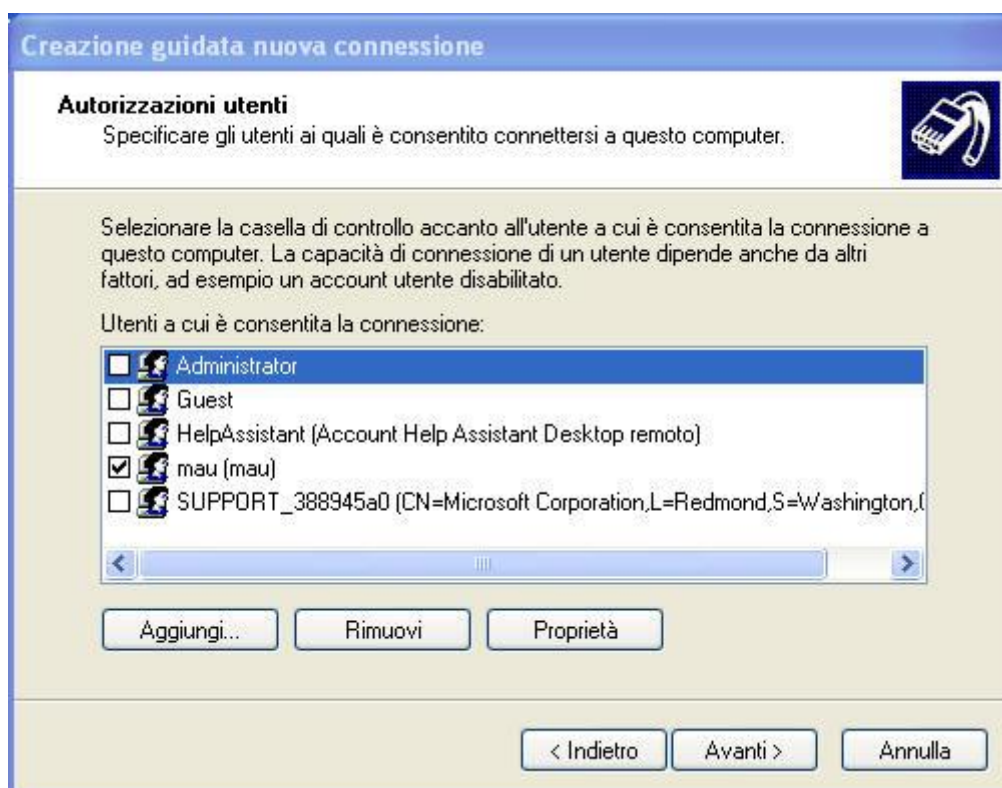 Creazione guidata nuova connessione
Autorizzazioni utenti
Specificare gli utenti ai quali è consentito connettersi a questo computer.
Selezionare la casella di controllo accanto all'utente a cui è consentita la connessione a
questo computer. La capacità di connessione di un utente dipende anche da altri
fattori, ad esempio un account utente disabilitato.
Utenti a cui è consentita la connessione:
Administrator
Guest
HelpAssistant (Account Help Assistant Desktop remoto)
mau (mau)
SUPPORT_388945a0 (CN=Microsoft Corporation,L=Redmond,S=Washington,
Aggiungi...
Rimuovi
Proprietà
< Indietro
Avanti >
Annulla